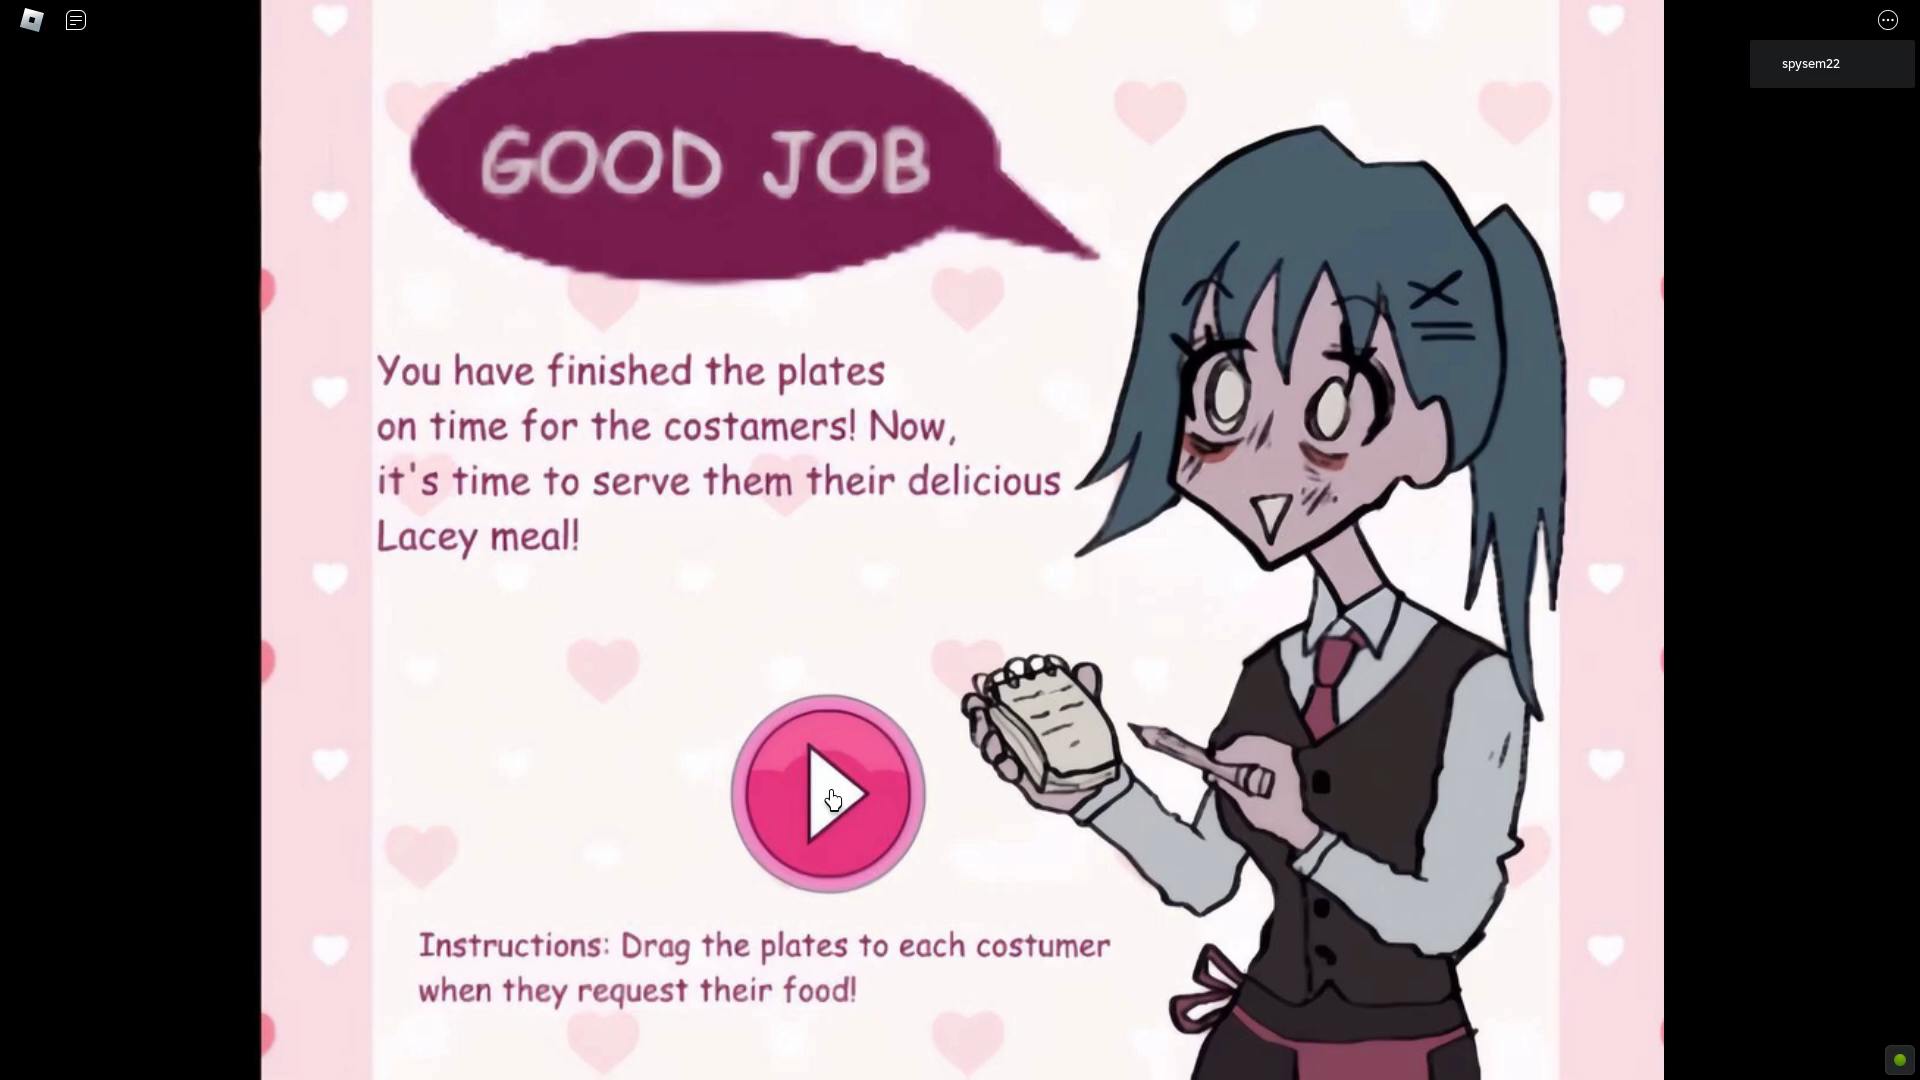 spysem22
GOOD JOB
You have finished the plates
on time for the costamers! Now,
it's time to serve them their delicious
Lacey meal!
Instructions: Drag the plates to each costumer
when they request their food!